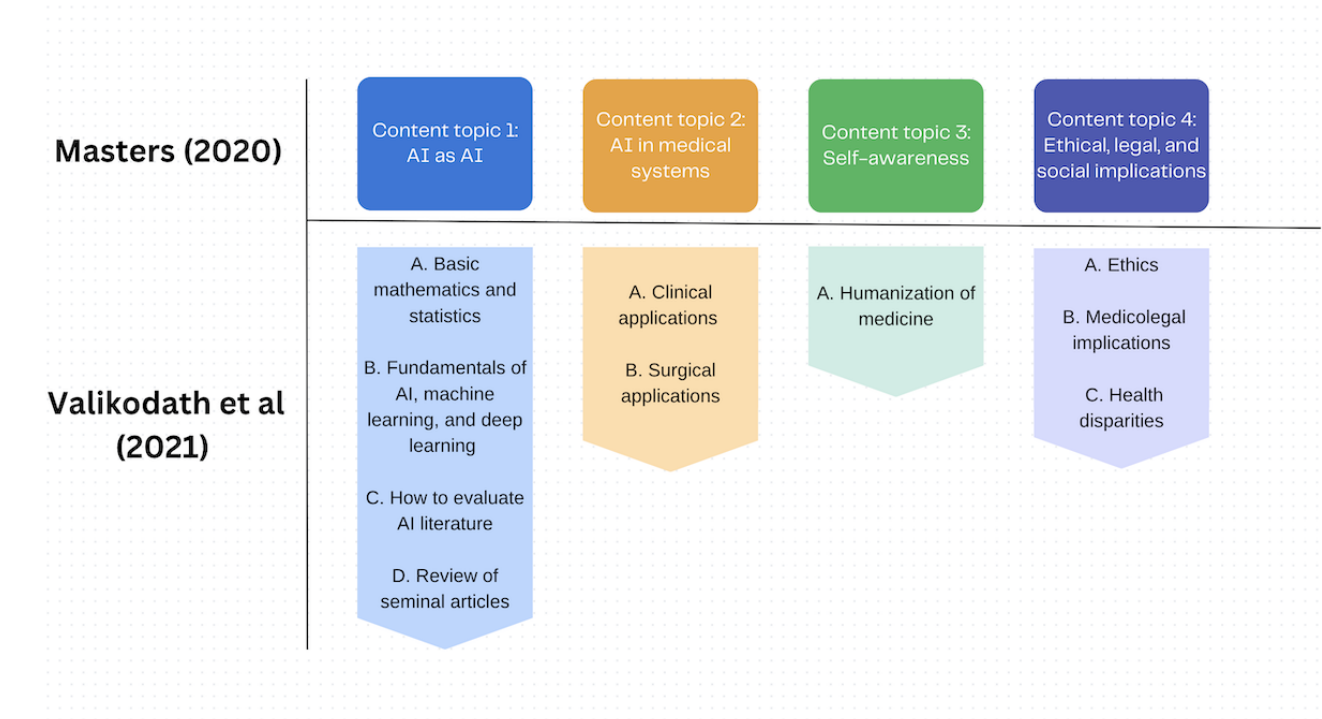 Masters (2020)
Content topic 1:
AI as AI
Content topic 2:
AI in medical
systems
Content topic 3:
Self-awareness
Content topic 4:
Ethical, legal, and
social implications
Valikodath et al
(2021)
A. Basic
mathematics and
statistics
B. Fundamentals of
AI, machine
learning, and deep
learning
C. How to evaluate
AI literature
D. Review of
seminal articles
A. Clinical
applications
B. Surgical
applications
A. Humanization of
medicine
A. Ethics
B. Medicolegal
implications
C. Health
disparities